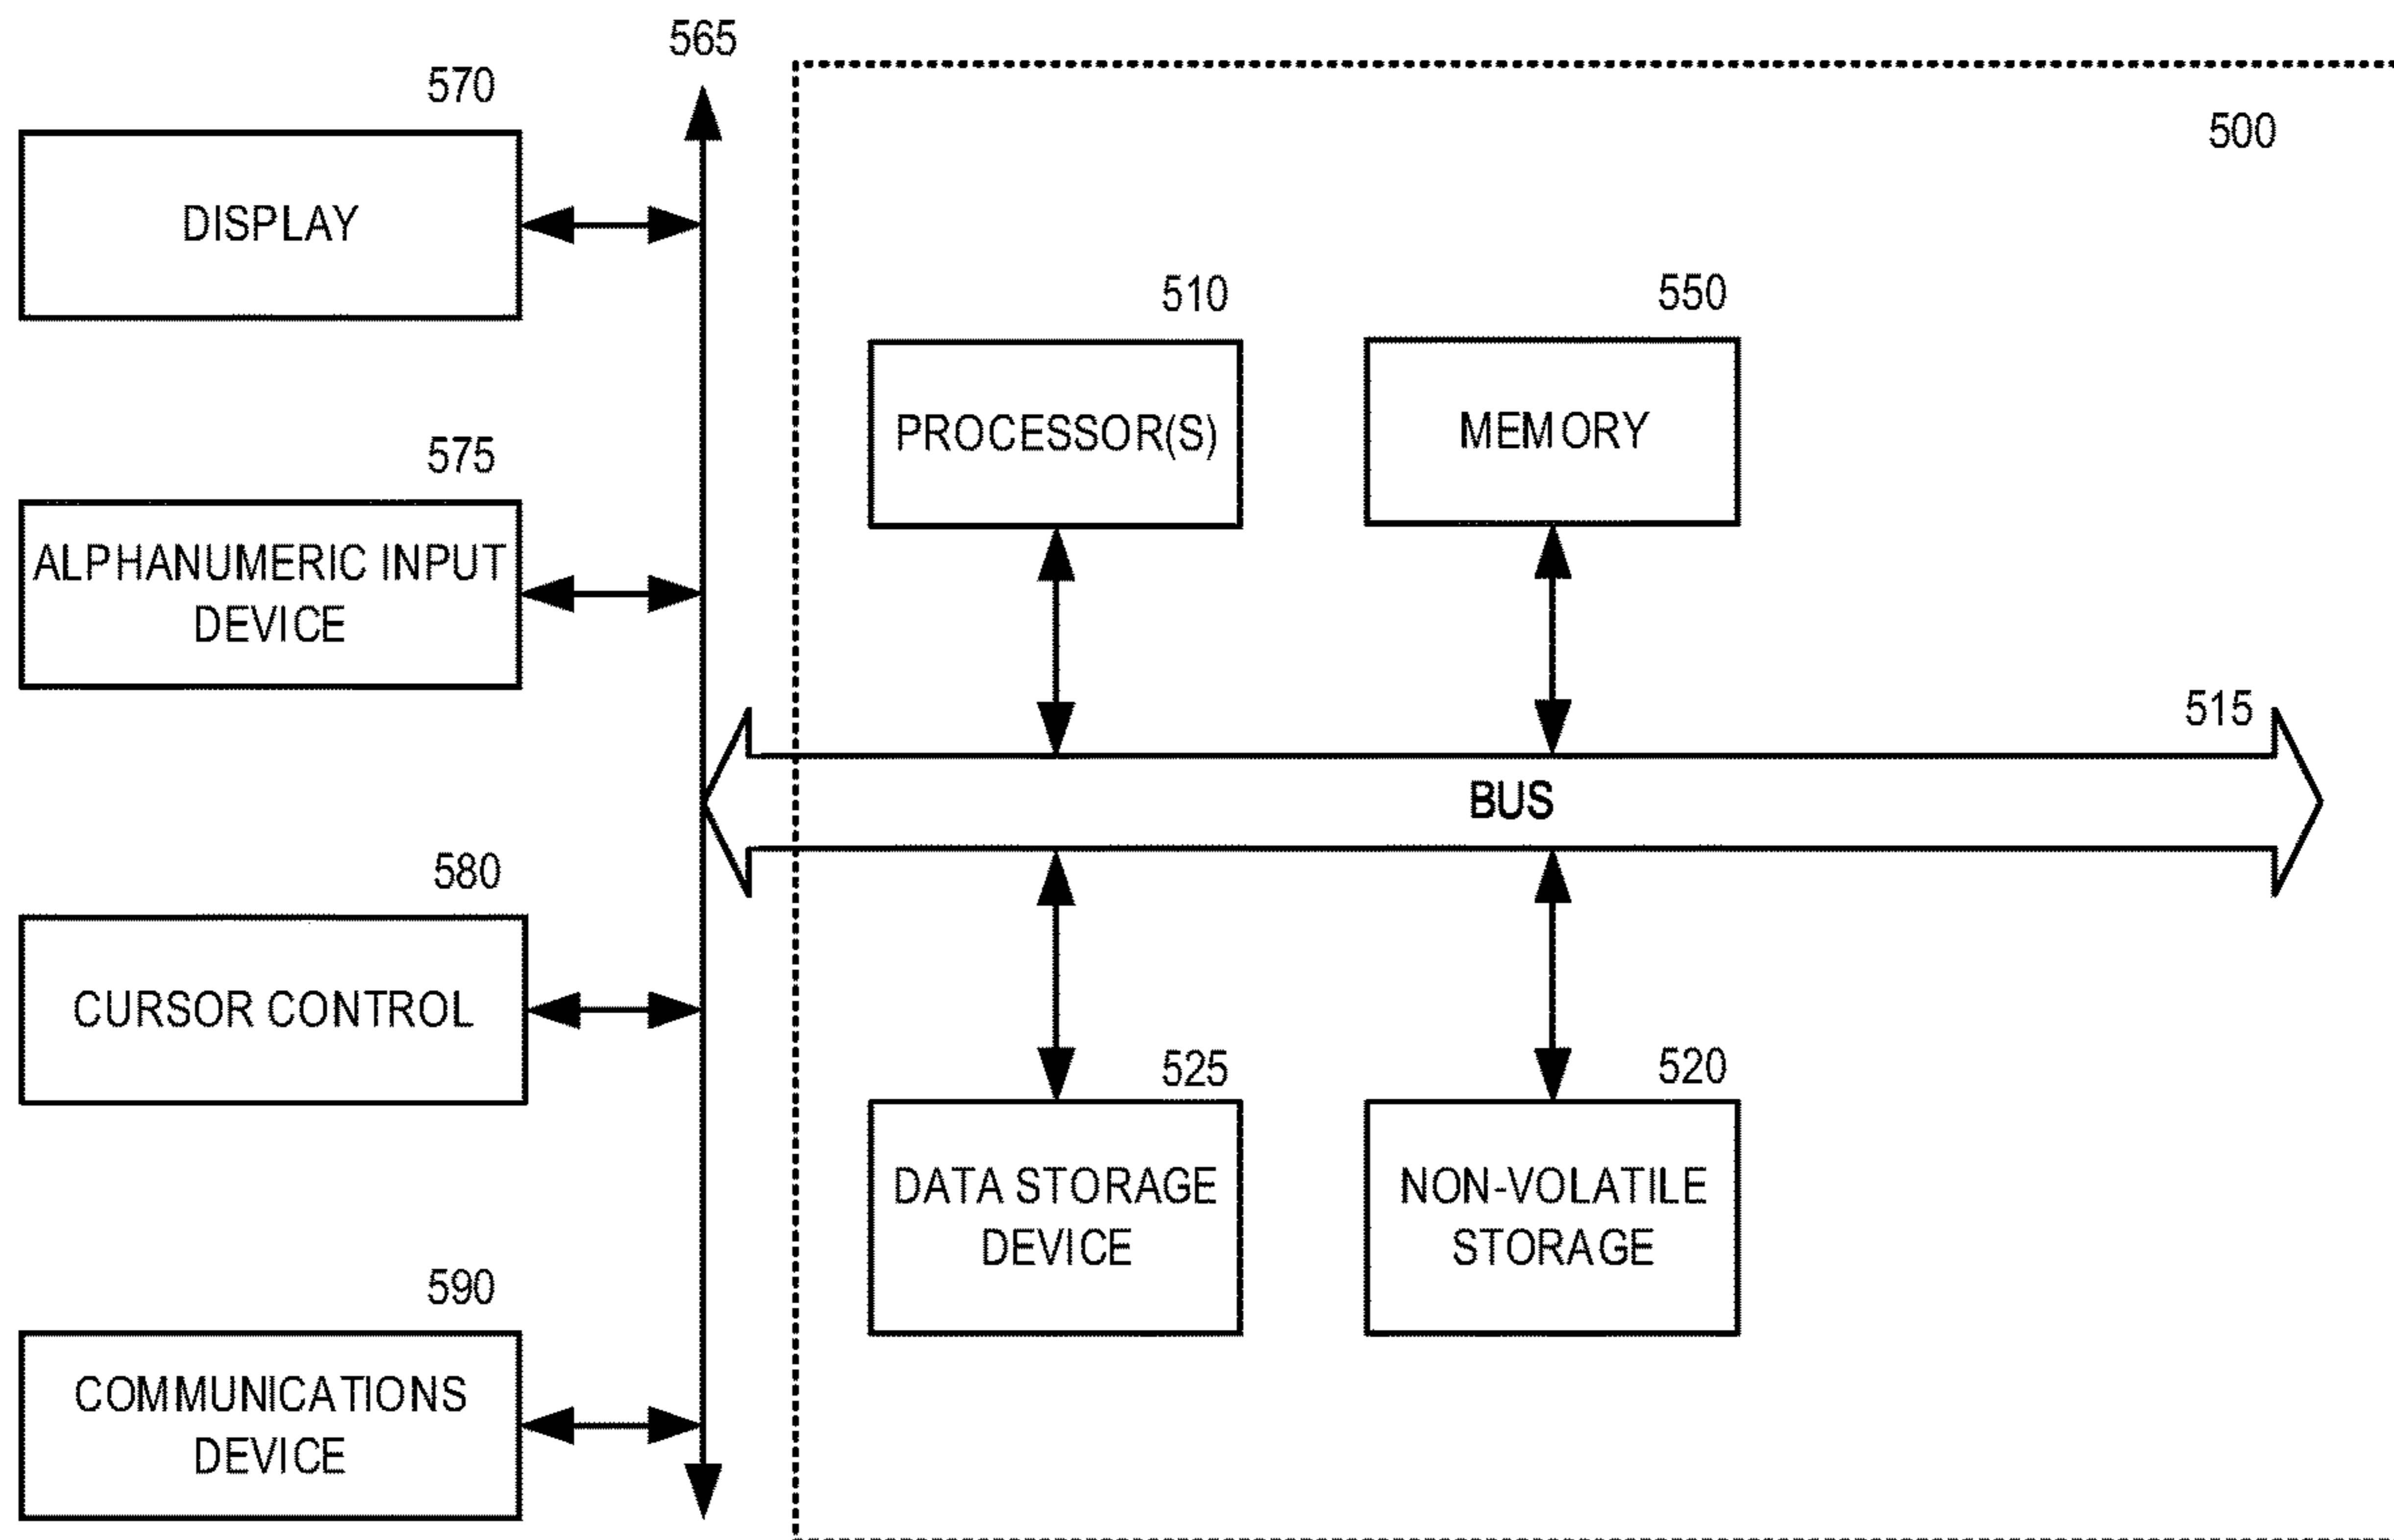 565
570
500
DISPLAY
510
550
PROCESSOR(S)
MEMORY
575
ALPHANUMERIC INPUT
DEVICE
515
BUS
580
CURSOR CONTROL
525
520
DATA STORAGE
DEVICE
NON-VOLATILE
STORAGE
590
COMMUNICATIONS
DEVICE